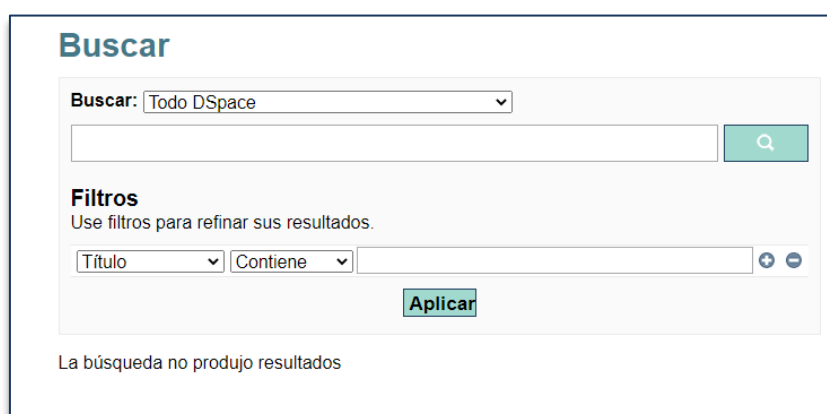 Buscar
Buscar: Todo DSpace
Filtros
Use filtros para refinar sus resultados.
Título Contiene
Aplicar
La búsqueda no produjo resultados